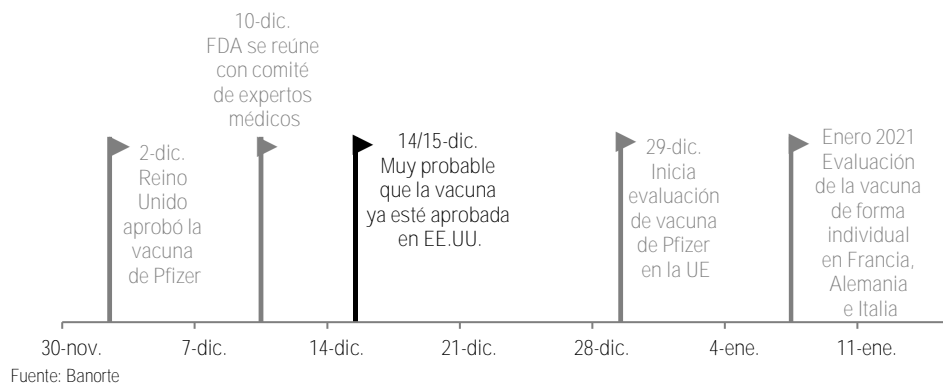 10-dic.
FDA se reúne
con comité
de expertos
médicos
2-dic.
Reino
Unido
aprobó la
vacuna
de Pfizer
14/15-dic.
Muy probable
que la vacuna
ya esté aprobada
en EE.UU.
29-dic.
Inicia
evaluación
de vacuna
de Pfizer
en la UE
Enero 2021
Evaluación
de la vacuna
de forma
individual
en Francia,
Alemania
e Italia
30-nov.
7-dic.
14-dic.
21-dic.
28-dic.
4-ene.
11-ene.
Fuente: Banorte